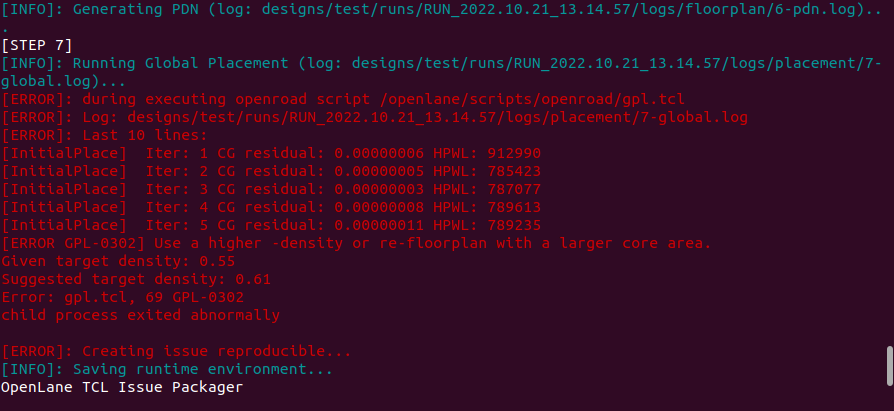 [INFO]: Generating PDN (log: designs/test/runs/RUN_2022.10.21_13.14.57/logs/floorplan/6-pdn.log)..
.
[STEP 7]
[INFO]: Running Global Placement (log: designs/test/runs/RUN_2022.10.21_13.14.57/logs/placement/7-
global.log)...
[ERROR]: during executing openroad script /openlane/scripts/openroad/gpl.tcl
[ERROR]: Log: designs/test/runs/RUN_2022.10.21_13.14.57/logs/placement/7-global.log
[ERROR]: Last 10 lines:
[InitialPlace]  Iter: 1 CG residual: 0.00000006 HPWL: 912990
[InitialPlace]  Iter: 2 CG residual: 0.00000005 HPWL: 785423
[InitialPlace]  Iter: 3 CG residual: 0.00000003 HPWL: 787077
[InitialPlace]  Iter: 4 CG residual: 0.00000008 HPWL: 789613
[InitialPlace]  Iter: 5 CG residual: 0.00000011 HPWL: 789235
[ERROR GPL-0302] Use a higher -density or re-floorplan with a larger core area.
Given target density: 0.55
Suggested target density: 0.61
Error: gpl.tcl, 69 GPL-0302
child process exited abnormally
[ERROR]: Creating issue reproducible...
[INFO]: Saving runtime environment...
OpenLane TCL Issue Packager